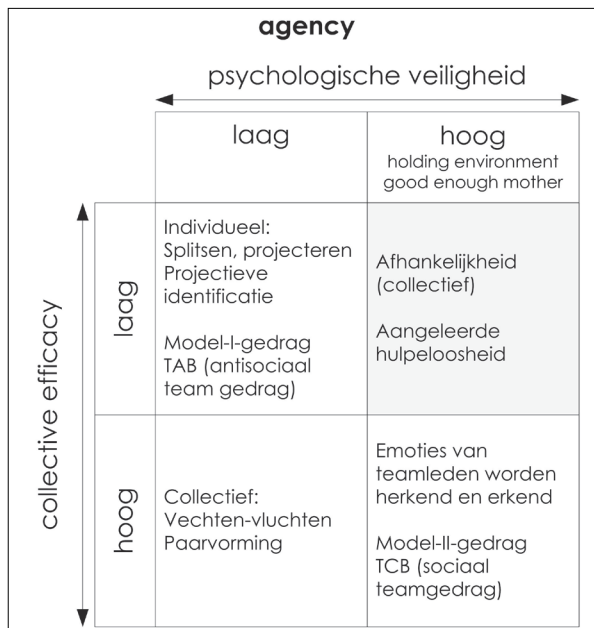 agency
psychologische veiligheid
laag
hoog
holding environment
good enough mother
collective efficacy
laag
Individueel:
Splitsen, projecteren
Projectieve
identificatie
Model-I-gedrag
TAB (antisociaal
team gedrag)
Afhankelijkheid
(collectief)
Aangeleerde
hulpeloosheid
hoog
Collectief:
Vechten-vluchten
Paarvorming
Emoties van
teamleden worden
herkend en erkend
Model-II-gedrag
TCB (sociaal
teamgedrag)